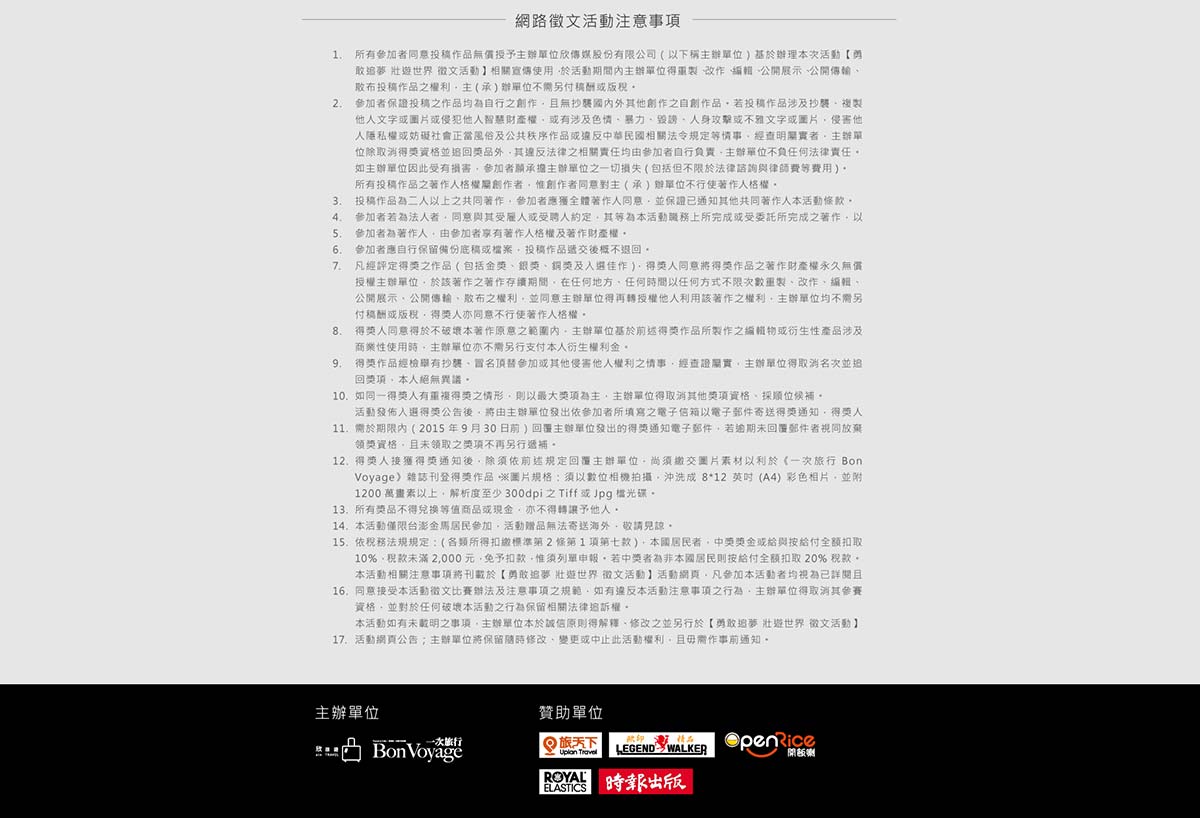 網路徵文活動注意事項
1. 所有參加者同意投稿作品無償授予主辦單位欣傳媒股份有限公司(以下稱主辦單位)基於辦理本次活動【勇
敢追夢 壯遊世界 徵文活動】相關宣傳使用,於活動期間內主辦單位得重製、改作、編輯、公開展示、公開傳輸、
散布投稿作品之權利,主(承)辦單位不需另付稿酬或版稅。
2. 參加者保證投稿之作品均為自行之創作,且無抄襲國內外其他創作之自創作品。若投稿作品涉及抄襲、複製
他人文字或圖片或侵犯他人智慧財產權,或有涉及色情、暴力、毀謗、人身攻擊或不雅文字或圖片,侵害他
人隱私權或妨礙社會正當風俗及公共秩序作品或違反中華民國相關法令規定等情事,經查明屬實者,主辦單
位除取消得獎資格並追回獎品外,其違反法律之相關責任均由參加者自行負責,主辦單位不負任何法律責任。
如主辦單位因此受有損害,參加者願承擔主辦單位之一切損失(包括但不限於法律諮詢與律師費等費用)。
所有投稿作品之著作人格權屬創作者,惟創作者同意對主(承)辦單位不行使著作人格權。
3. 投稿作品為二人以上之共同著作,參加者應獲全體著作人同意,並保證已通知其他共同著作人本活動條款。
4. 參加者若為法人者,同意與其受雇人或受聘人約定,其等為本活動職務上所完成或受委託所完成之著作,以
5. 參加者為著作人,由參加者享有著作人格權及著作財產權。
6. 參加者應自行保留備份底稿或檔案,投稿作品遞交後概不退回。
7. 凡經評定得獎之作品(包括金獎、銀獎、銅獎及入選佳作),得獎人同意將得獎作品之著作財產權永久無償
授權主辦單位,於該著作之著作存續期間,在任何地方、任何時間以任何方式不限次數重製、改作、編輯、
公開展示、公開傳輸、散布之權利,並同意主辦單位得再轉授權他人利用該著作之權利,主辦單位均不需另
付稿酬或版稅,得獎人亦同意不行使著作人格權。
8. 得獎人同意得於不破壞本著作原意之範圍內,主辦單位基於前述得獎作品所製作之編輯物或衍生性產品涉及
商業性使用時,主辦單位亦不需另行支付本人衍生權利金。
9. 得獎作品經檢舉有抄襲、冒名頂替參加或其他侵害他人權利之情事,經查證屬實,主辦單位得取消名次並追
回獎項,本人絕無異議。
10. 如同一得獎人有重複得獎之情形,則以最大獎項為主,主辦單位得取消其他獎項資格、採順位候補。
活動發佈入選得獎公告後,將由主辦單位發出依參加者所填寫之電子信箱以電子郵件寄送得獎通知,得獎人
11. 需於期限內(2015 年 9 月 30 日前)回覆主辦單位發出的得獎通知電子郵件,若逾期未回覆郵件者視同放棄
領獎資格,且未領取之獎項不再另行遞補。
12. 得獎人接獲得獎通知後,除須依前述規定回覆主辦單位,尚須繳交圖片素材以利於《一次旅行 Bon
Voyage》雜誌刊登得獎作品。※圖片規格:須以數位相機拍攝,沖洗成 8*12 英吋 (A4) 彩色相片,並附
1200 萬畫素以上,解析度至少 300dpi 之 Tiff 或 Jpg 檔光碟。
13. 所有獎品不得兌換等值商品或現金,亦不得轉讓予他人。
14. 本活動僅限台澎金馬居民參加,活動贈品無法寄送海外,敬請見諒。
15. 依稅務法規規定:(各類所得扣繳標準第 2 條第 1 項第七款),本國居民者,中獎獎金或給與按給付全額扣取
10%,稅款未滿 2,000 元,免予扣款,惟須列單申報。若中獎者為非本國居民則按給付全額扣取 20% 稅款。
本活動相關注意事項將刊載於【勇敢追夢 壯遊世界 徵文活動】活動網頁,凡參加本活動者均視為已詳閱且
16. 同意接受本活動徵文比賽辦法及注意事項之規範,如有違反本活動注意事項之行為,主辦單位得取消其參賽
資格,並對於任何破壞本活動之行為保留相關法律追訴權。
本活動如有未載明之事項,主辦單位本於誠信原則得解釋、修改之並另行於【勇敢追夢 壯遊世界 徵文活動】
17. 活動網頁公告;主辦單位將保留隨時修改、變更或中止此活動權利,且毋需作事前通知。
主辦單位
贊助單位
欣旅遊
一次旅行
BonVoyage
旅天下
Uplan Travel
精品
LEGEND WALKER
OpenRice
開飯喇
ROYAL
ELASTICS
時報出版